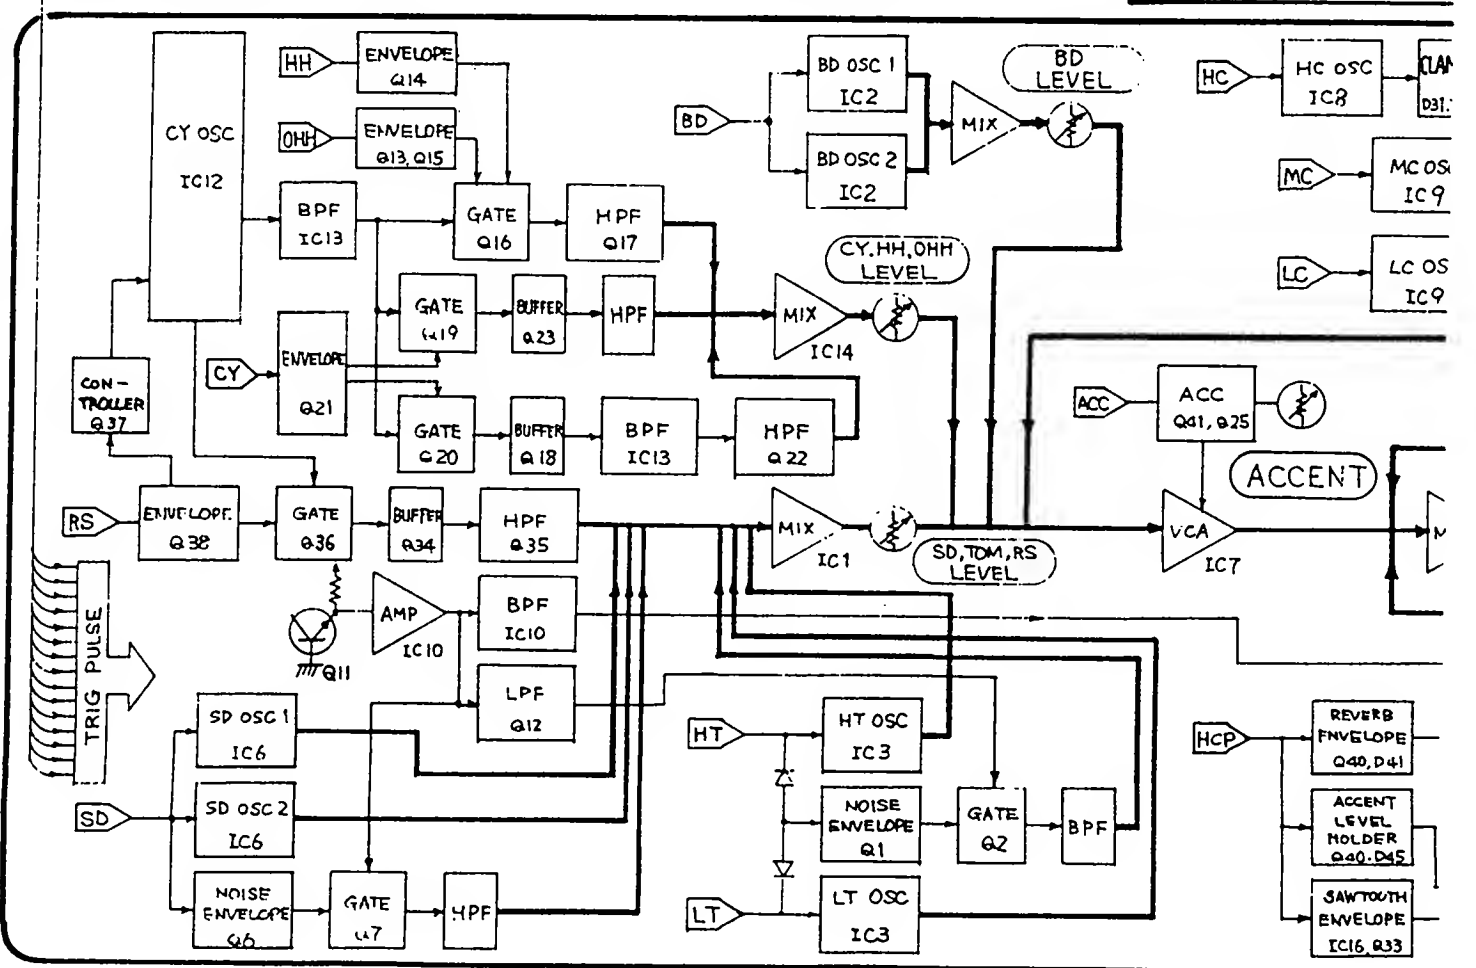 HH
ENVELOPE
Q14
OHH
ENVELOPE
Q13, Q15
CY OSC
IC12
BPF
IC13
GATE
Q16
HPF
Q17
GATE
Q19
BUFFER
Q23
HPF
CY
ENVELOPE
Q21
GATE
Q20
BUFFER
Q18
BPF
IC13
HPF
Q22
CON-
TROLLER
Q37
RS
ENVELOPE
Q38
GATE
Q36
BUFFER
Q34
HPF
Q35
Q11
AMP
IC10
BPF
IC10
LPF
Q12
TRIG PULSE
SD
SD OSC 1
IC6
SD OSC 2
IC6
NOISE
ENVELOPE
Q6
GATE
Q7
HPF
BD
BD OSC 1
IC2
BD OSC 2
IC2
MIX
BD
LEVEL
CY, HH, OHH
LEVEL
MIX
IC14
MIX
IC1
SD, TOM, RS
LEVEL
HT
HT OSC
IC3
NOISE
ENVELOPE
Q1
GATE
Q2
BPF
LT
LT OSC
IC3
HC
HC OSC
IC8
CLAM
D31,
MC
MC OS
IC9
LC
LC OS
IC9
ACC
ACC
Q41, Q25
ACCENT
VCA
IC7
M
HCP
REVERB
ENVELOPE
Q40, D41
ACCENT
LEVEL
HOLDER
Q40, D45
SAWTOOTH
ENVELOPE
IC16, Q33